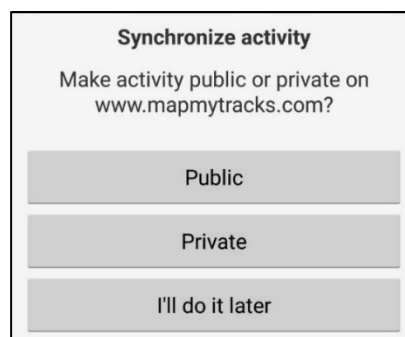 Synchronize activity
Make activity public or private on
www.mapmytracks.com?
Public
Private
I'll do it later